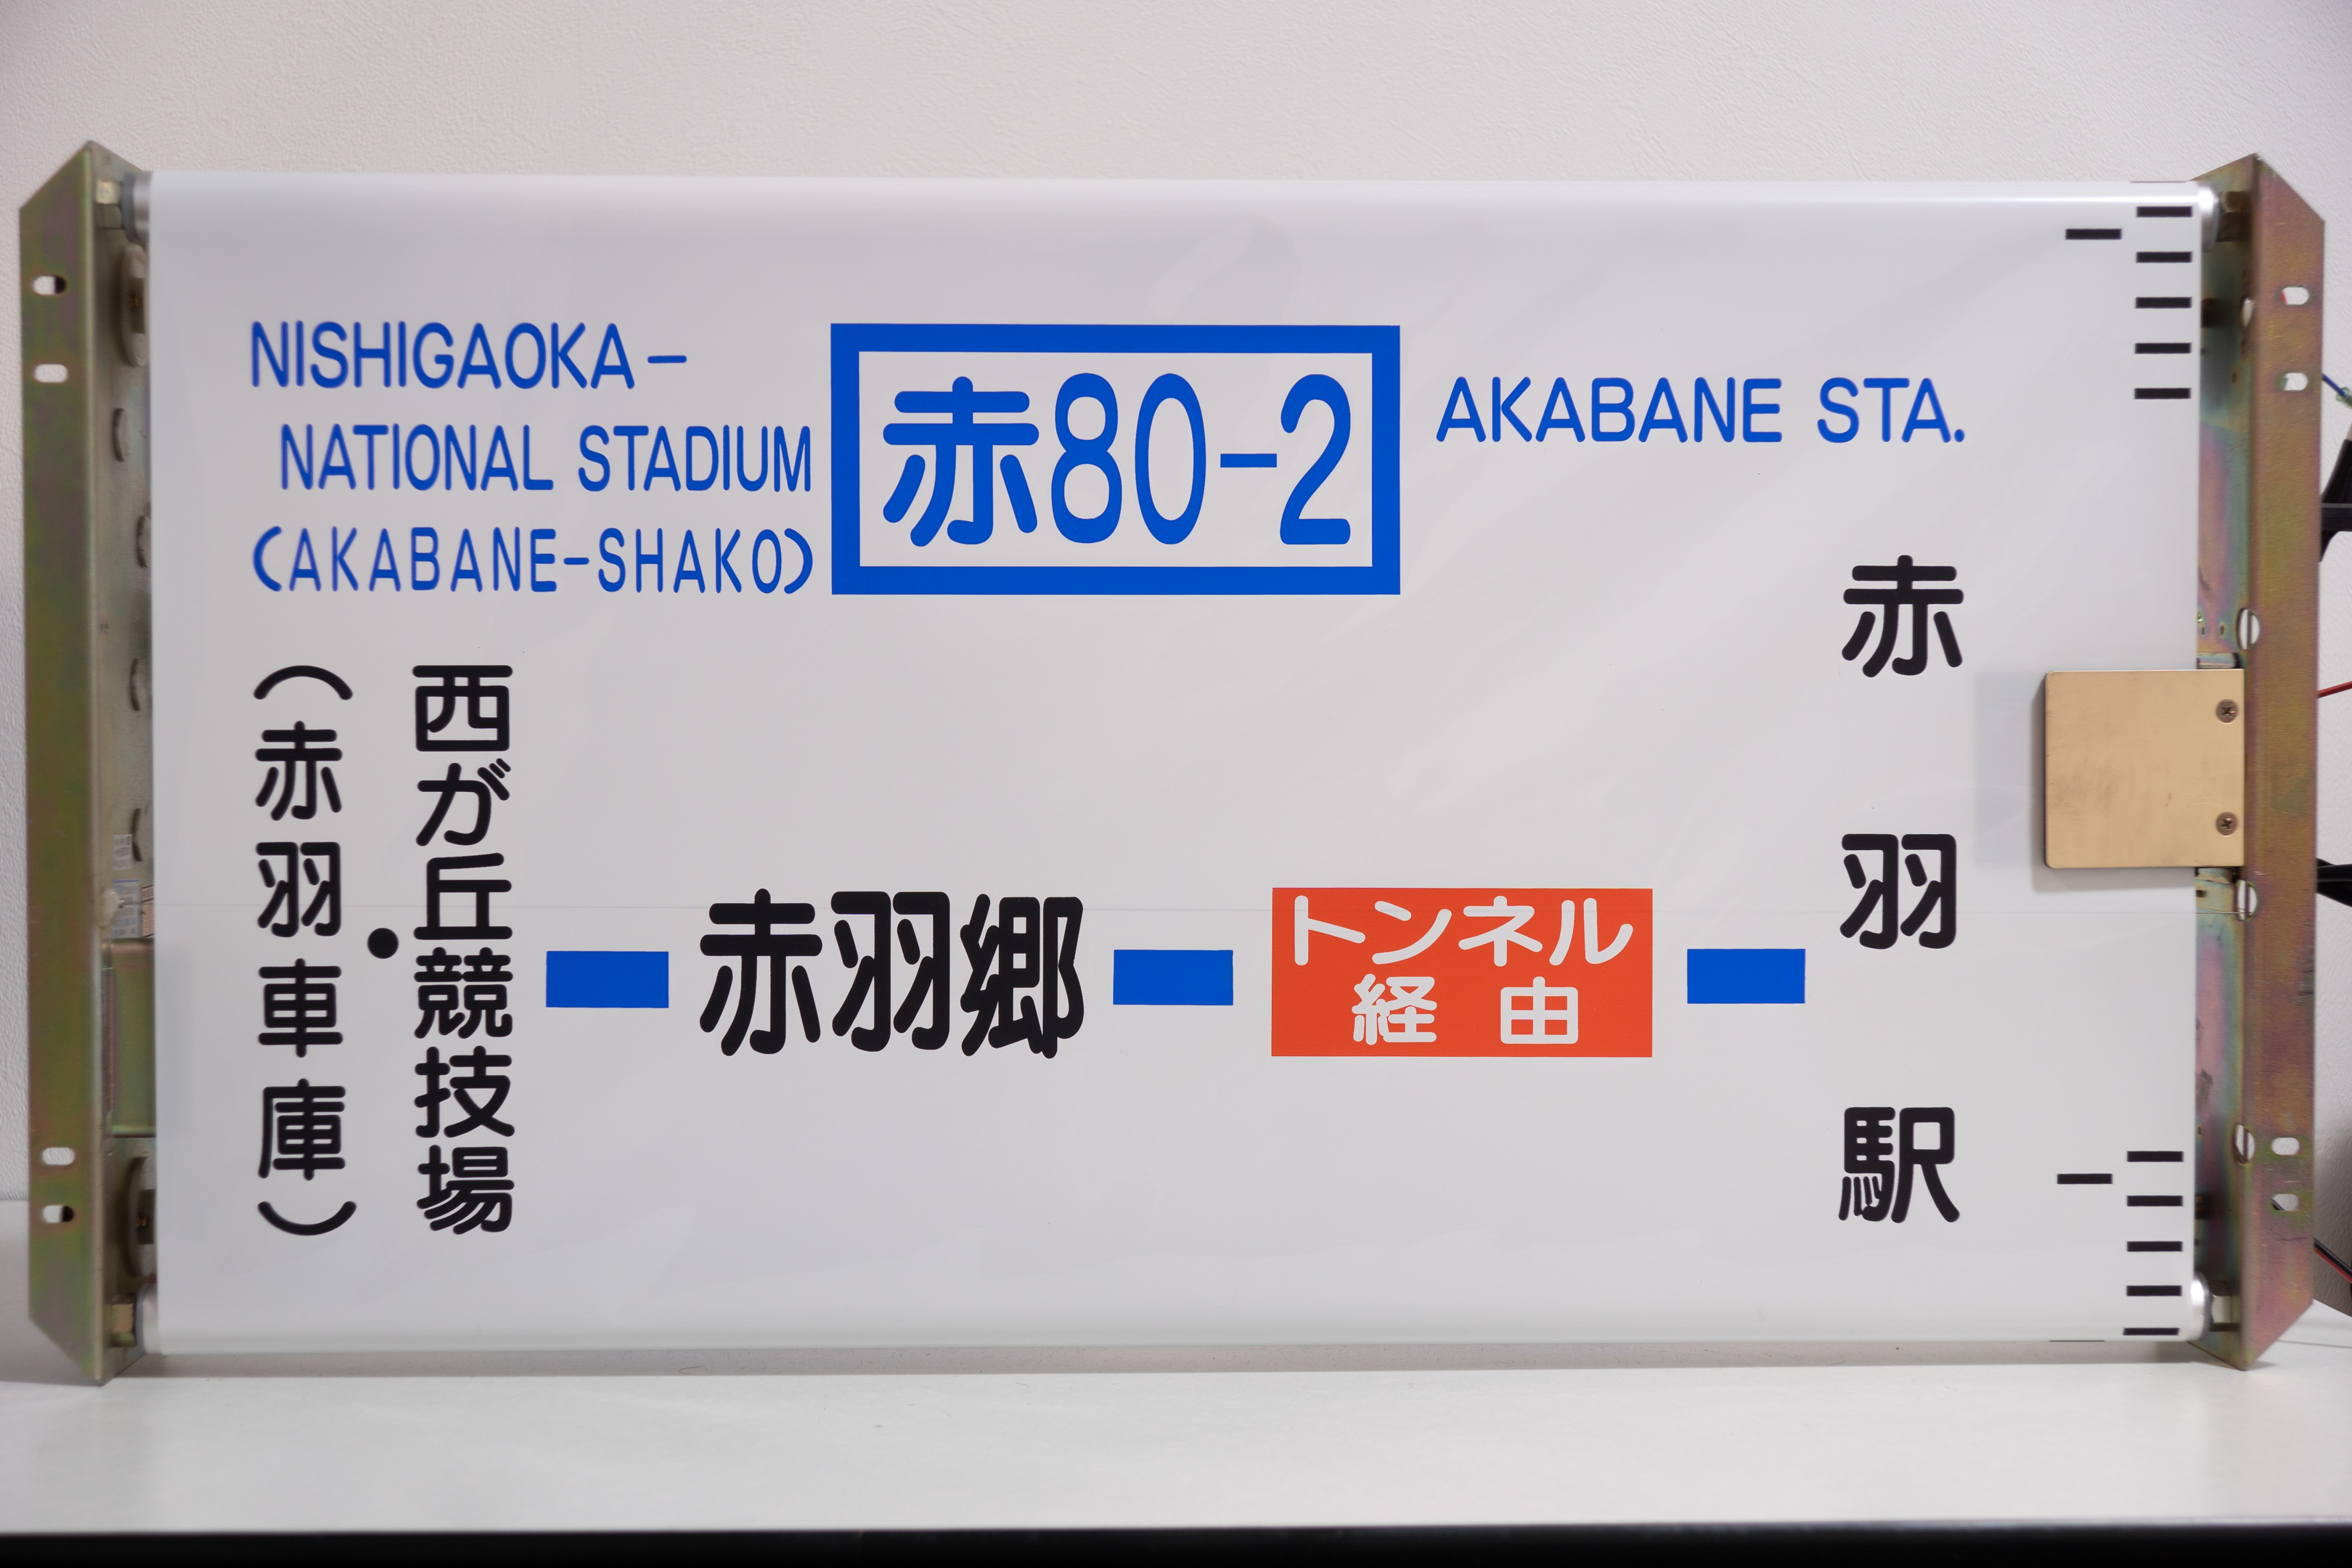 NISHIGAOKA-
NATIONAL STADIUM
(AKABANE-SHAKO)
赤80-2
AKABANE STA.
西が丘競技場
・
(赤羽車庫)
赤羽郷
トンネル
経由
赤羽駅